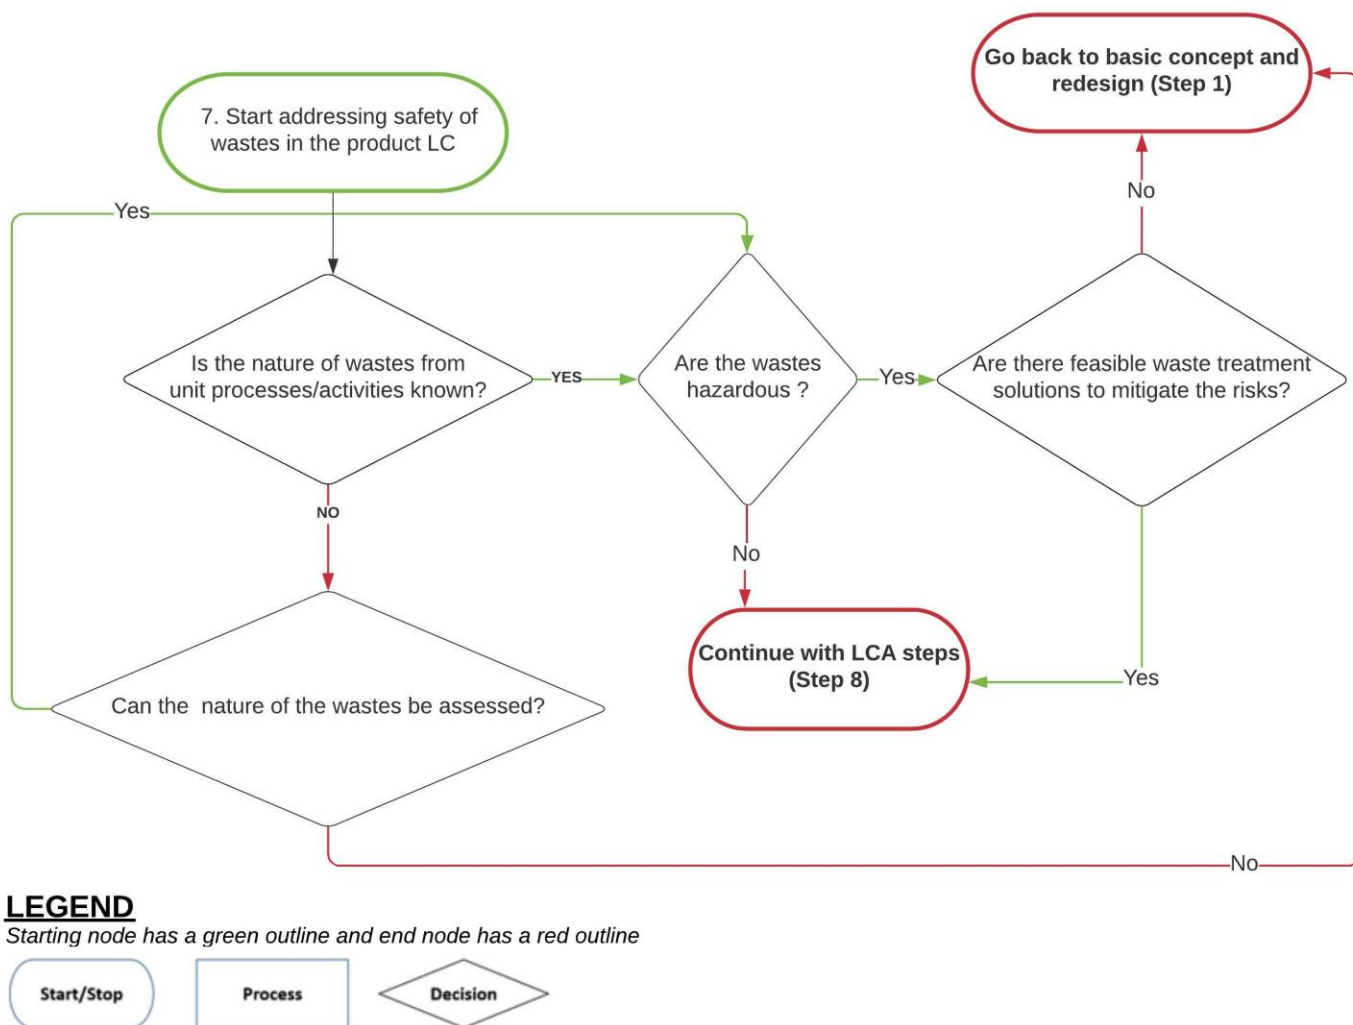 7. Start addressing safety of
wastes in the product LC
Go back to basic concept and
redesign (Step 1)
Yes
No
Is the nature of wastes from
unit processes/activities known?
YES
Are the wastes
hazardous ?
Yes
Are there feasible waste treatment
solutions to mitigate the risks?
NO
No
Continue with LCA steps
(Step 8)
Yes
Can the nature of the wastes be assessed?
No
LEGEND
Starting node has a green outline and end node has a red outline
Start/Stop
Process
Decision